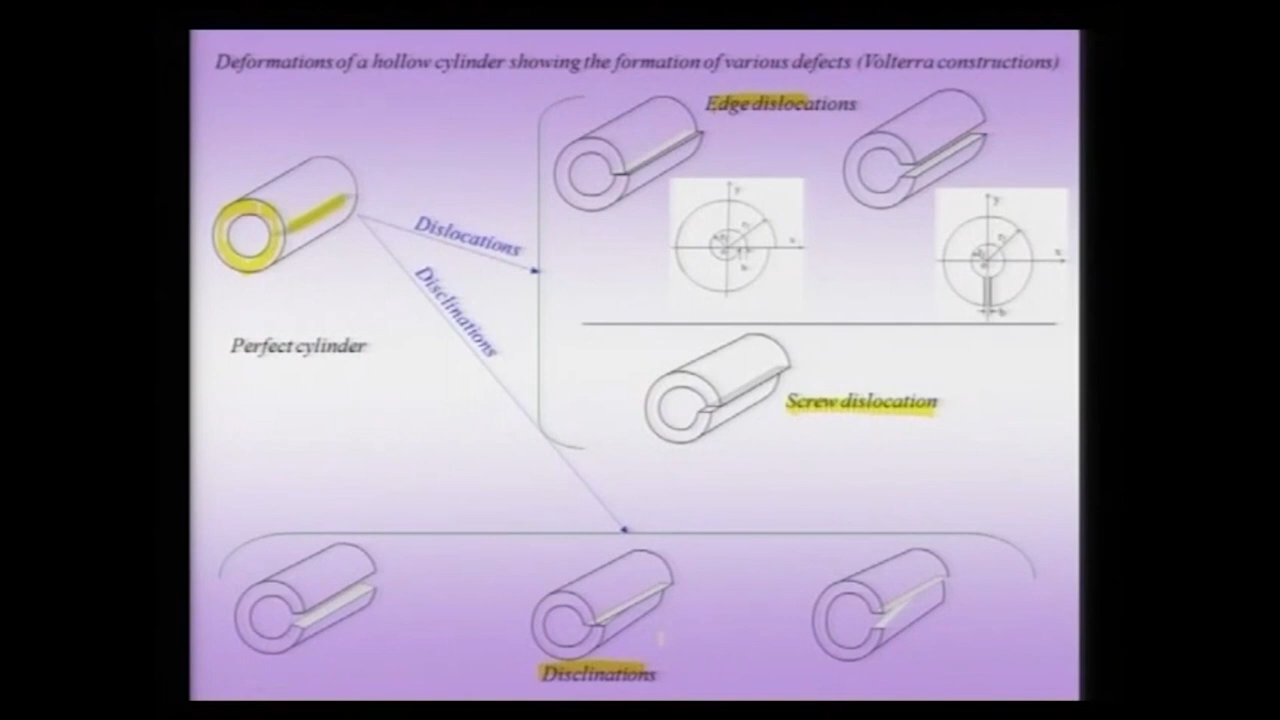 Deformations of a hollow cylinder showing the formation of various defects (Volterra constructions)
Edge dislocations
Dislocations
Disclinations
Perfect cylinder
Screw dislocation
Disclinations